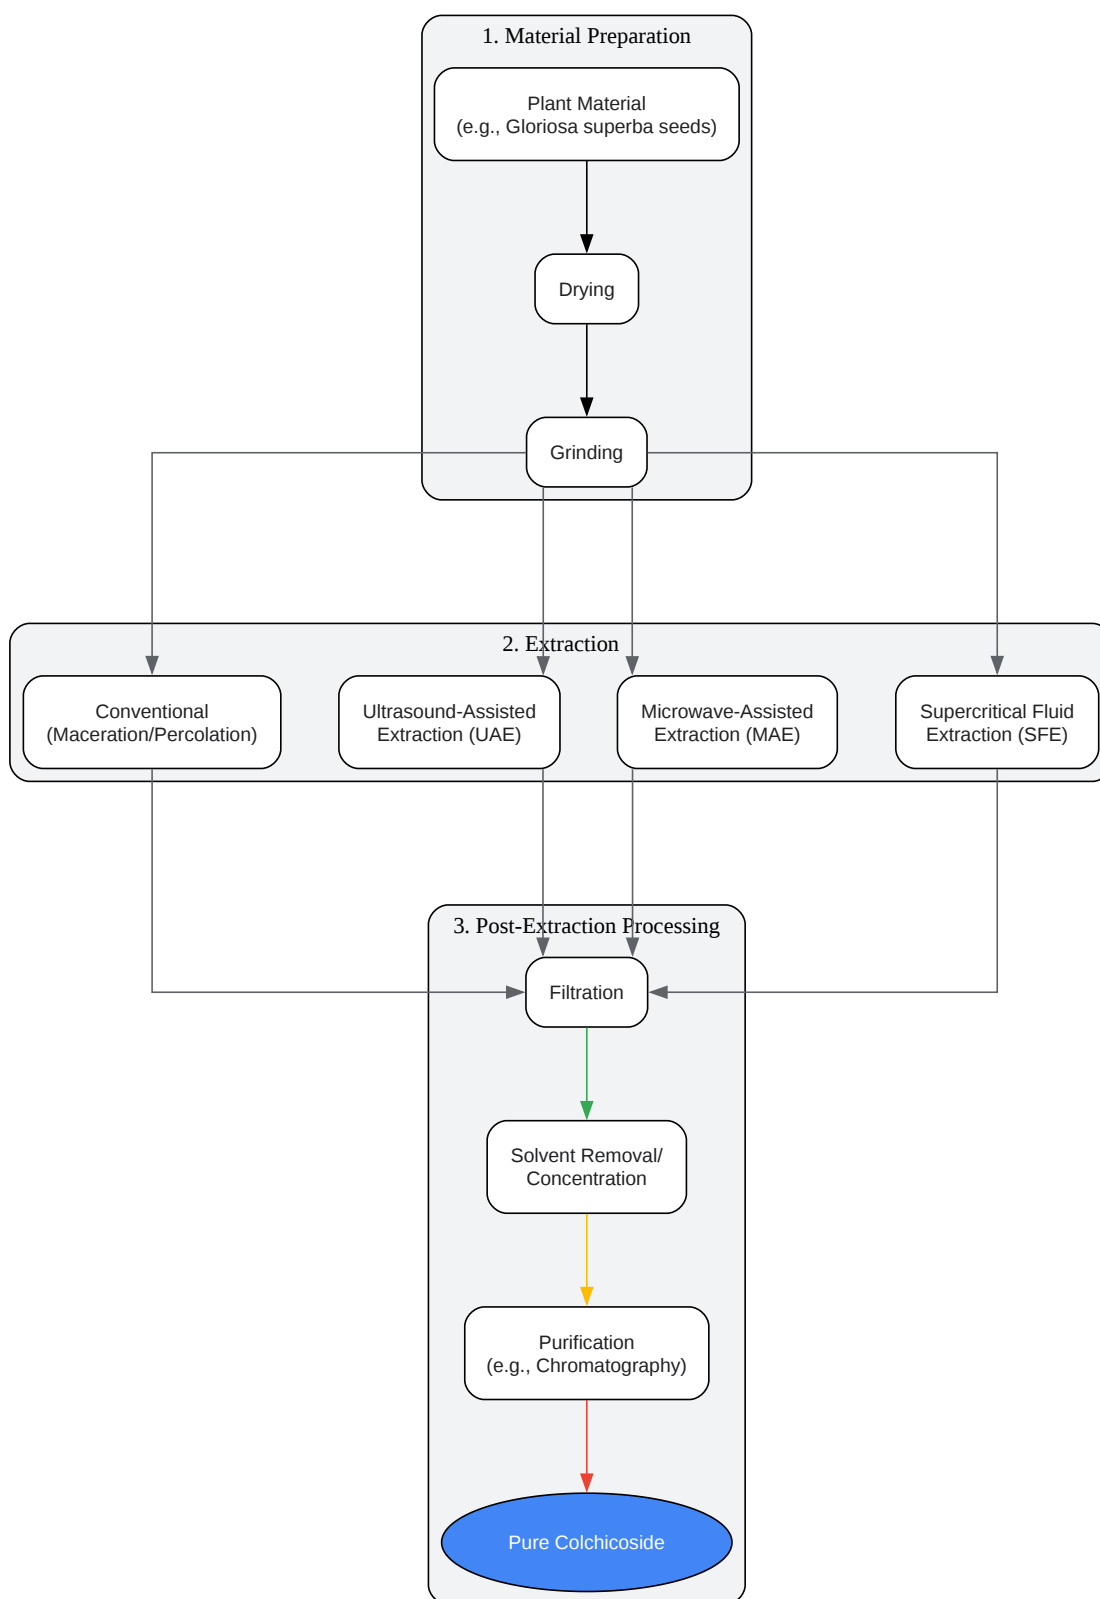 1. Material Preparation
Plant Material
(e.g., Gloriosa superba seeds)
Drying
Grinding
2. Extraction
Conventional
(Maceration/Percolation)
Ultrasound-Assisted
Extraction (UAE)
Microwave-Assisted
Extraction (MAE)
Supercritical Fluid
Extraction (SFE)
3. Post-Extraction Processing
Filtration
Solvent Removal/
Concentration
Purification
(e.g., Chromatography)
Pure Colchicoside